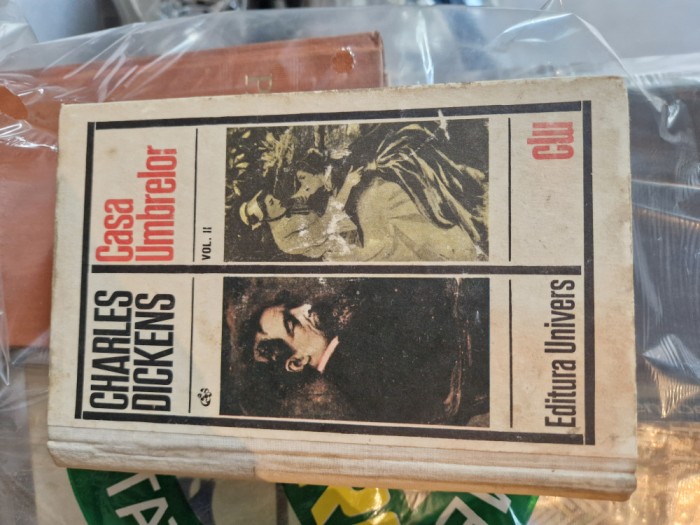 CHARLES
DICKENS
Casa
Umbrelor
VOL. II
Editura Univers
clu